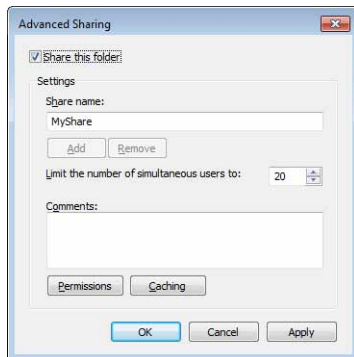 Advanced Sharing
Share this folder
Settings
Share name:
MyShare
Add Remove
Limit the number of simultaneous users to: 20
Comments:
Permissions Caching
OK Cancel Apply